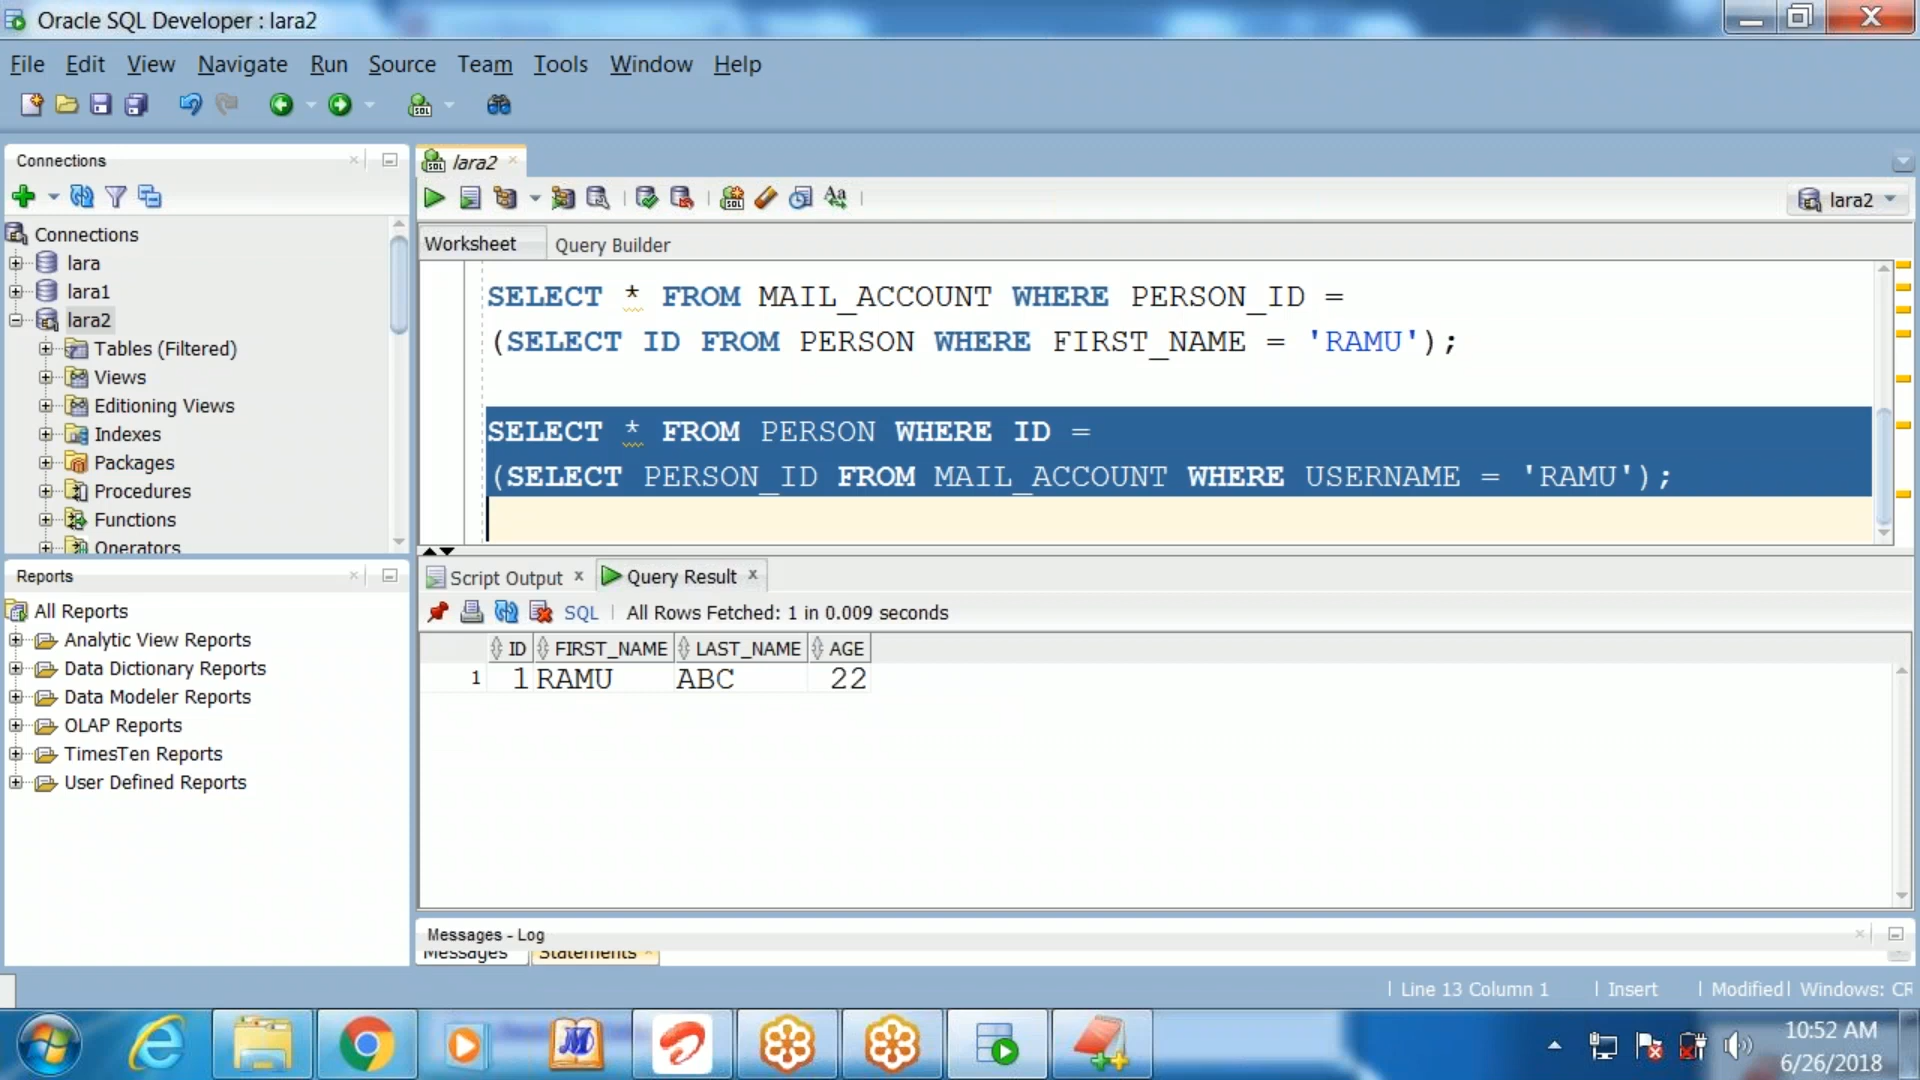 Oracle SQL Developer : lara2
File Edit View Navigate Run Source Team Tools Window Help
Connections
lara2
lara2
Worksheet
Query Builder
Connections
lara
lara1
lara2
Tables (Filtered)
Views
Editioning Views
Indexes
Packages
Procedures
Functions
Operators
SELECT * FROM MAIL_ACCOUNT WHERE PERSON_ID =
(SELECT ID FROM PERSON WHERE FIRST_NAME = 'RAMU');
SELECT * FROM PERSON WHERE ID =
(SELECT PERSON_ID FROM MAIL_ACCOUNT WHERE USERNAME = 'RAMU');
Reports
All Reports
Analytic View Reports
Data Dictionary Reports
Data Modeler Reports
OLAP Reports
TimesTen Reports
User Defined Reports
Script Output
Query Result
SQL
All Rows Fetched: 1 in 0.009 seconds
ID FIRST_NAME LAST_NAME AGE
1 1 RAMU ABC 22
Messages - Log
Messages
Statements
Line 13 Column 1 Insert Modified Windows: CR
10:52 AM
6/26/2018